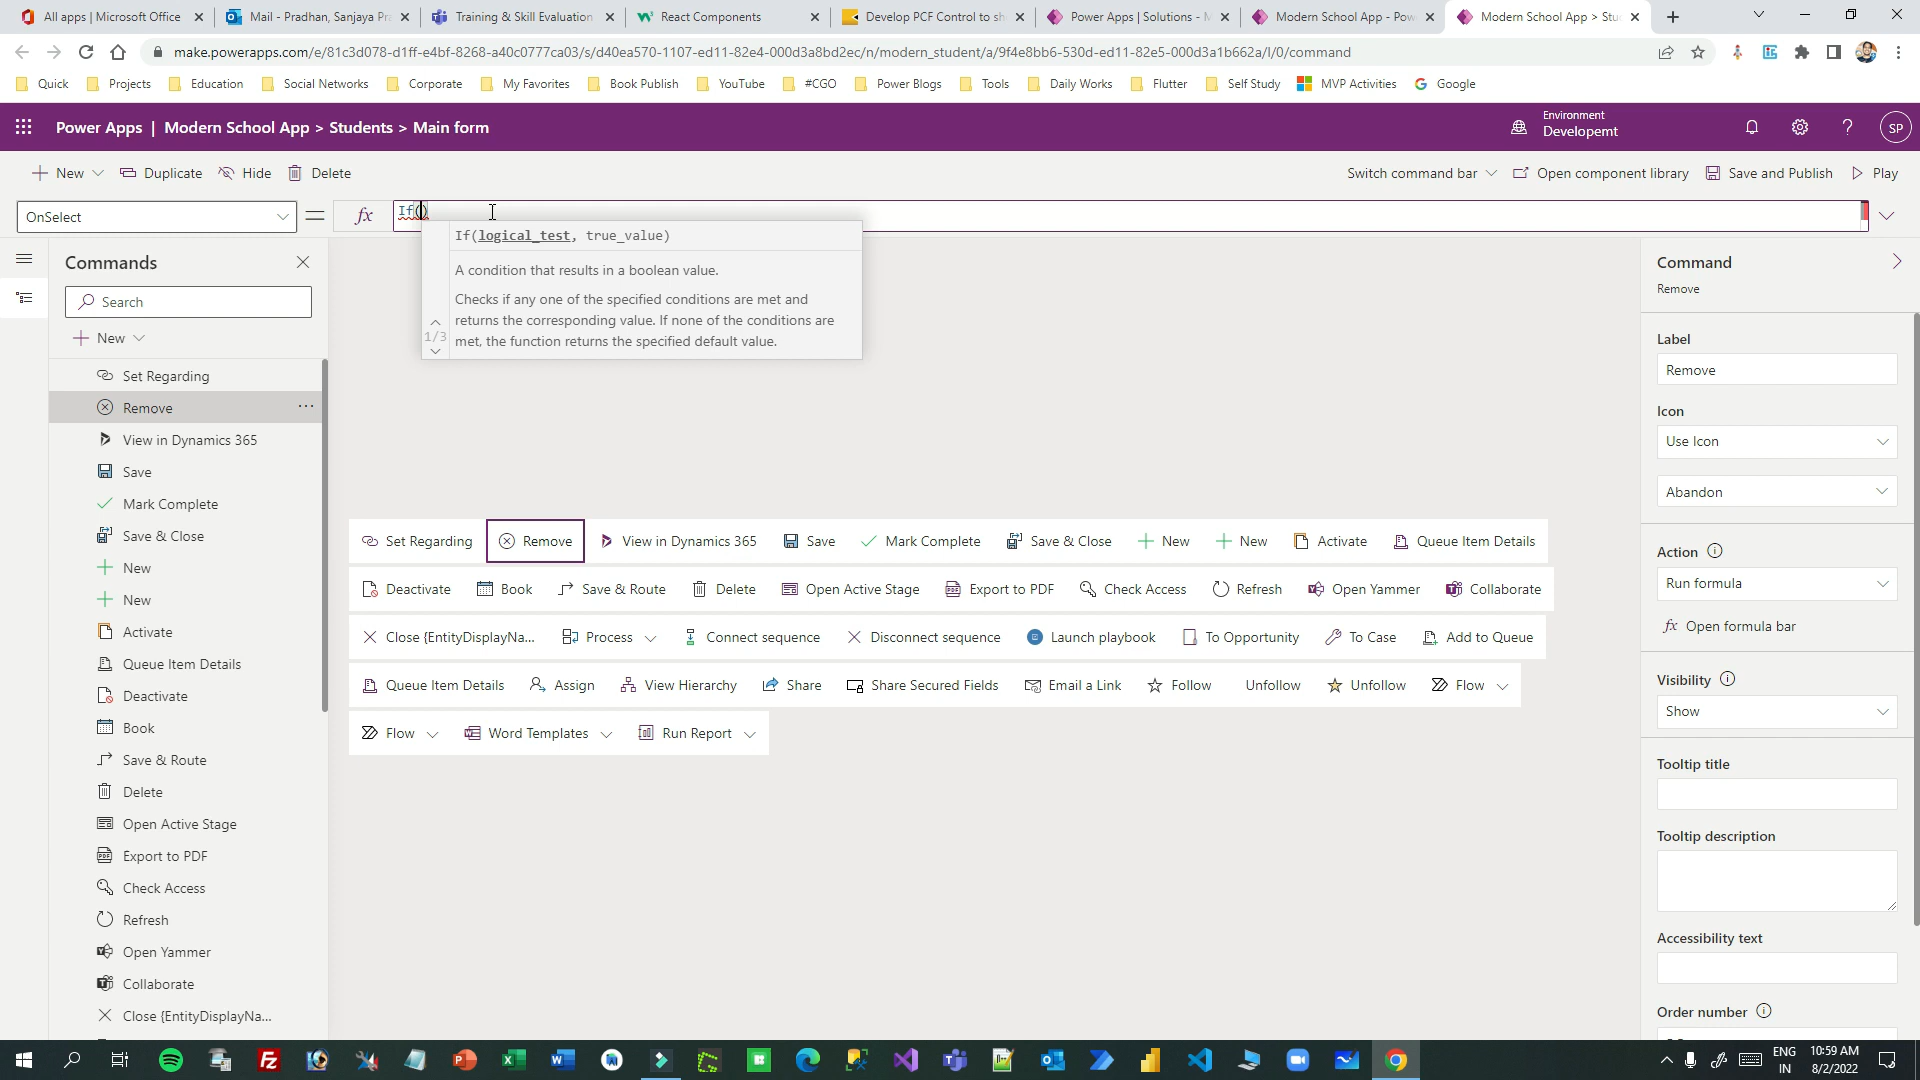 All apps | Microsoft Office
Mail - Pradhan, Sanjaya Pr
Training & Skill Evaluation
React Components
Develop PCF Control to sh
Power Apps | Solutions - M
Modern School App - Pow
Modern School App > Stu
make.powerapps.com/e/81c3d078-d1ff-e4bf-8268-a40c0777ca03/s/d40ea570-1107-ed11-82e4-000d3a8bd2ec/n/modern_student/a/9f4e8bb6-530d-ed11-82e5-000d3a1b662a/l/0/command
Quick
Projects
Education
Social Networks
Corporate
My Favorites
Book Publish
YouTube
#CGO
Power Blogs
Tools
Daily Works
Flutter
Self Study
MVP Activities
Google
Power Apps | Modern School App > Students > Main form
Environment
Developemt
SP
New
Duplicate
Hide
Delete
Switch command bar
Open component library
Save and Publish
Play
OnSelect
fx
If()
If(logical_test, true_value)
A condition that results in a boolean value.
Checks if any one of the specified conditions are met and
returns the corresponding value. If none of the conditions are
met, the function returns the specified default value.
1/3
Commands
Search
New
Set Regarding
Remove
View in Dynamics 365
Save
Mark Complete
Save & Close
New
New
Activate
Queue Item Details
Deactivate
Book
Save & Route
Delete
Open Active Stage
Export to PDF
Check Access
Refresh
Open Yammer
Collaborate
Close {EntityDisplayNa...
Set Regarding
Remove
View in Dynamics 365
Save
Mark Complete
Save & Close
New
New
Activate
Queue Item Details
Deactivate
Book
Save & Route
Delete
Open Active Stage
Export to PDF
Check Access
Refresh
Open Yammer
Collaborate
Close {EntityDisplayNa...
Process
Connect sequence
Disconnect sequence
Launch playbook
To Opportunity
To Case
Add to Queue
Queue Item Details
Assign
View Hierarchy
Share
Share Secured Fields
Email a Link
Follow
Unfollow
Unfollow
Flow
Flow
Word Templates
Run Report
Command
Remove
Label
Remove
Icon
Use Icon
Abandon
Action
Run formula
fx Open formula bar
Visibility
Show
Tooltip title
Tooltip description
Accessibility text
Order number
ENG
IN
10:59 AM
8/2/2022